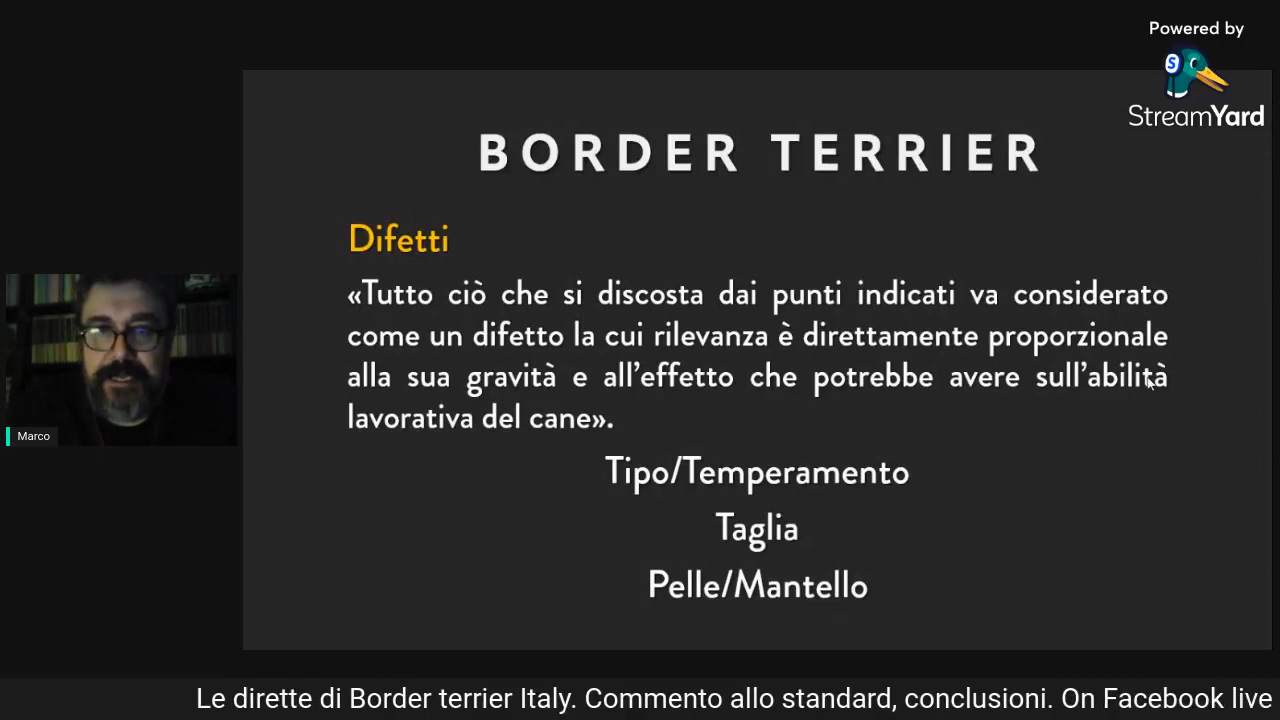 Powered by
StreamYard
BORDER TERRIER
Difetti
«Tutto ciò che si discosta dai punti indicati va considerato
come un difetto la cui rilevanza è direttamente proporzionale
alla sua gravità e all’effetto che potrebbe avere sull’abilità
lavorativa del cane».
Tipo/Temperamento
Taglia
Pelle/Mantello
Marco
Le dirette di Border terrier Italy. Commento allo standard, conclusioni. On Facebook live